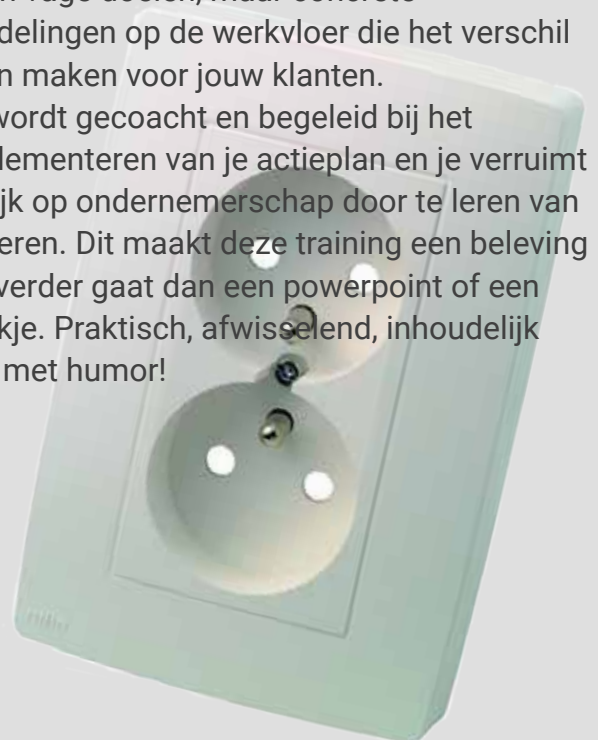 delingen op de werkvloer die het verschil
n maken voor jouw klanten.
wordt gecoacht en begeleid bij het
lementeren van je actieplan en je verruimt
jk op ondernemerschap door te leren van
eren. Dit maakt deze training een beleving
verder gaat dan een powerpoint of een
kje. Praktisch, afwisselend, inhoudelijk
met humor!